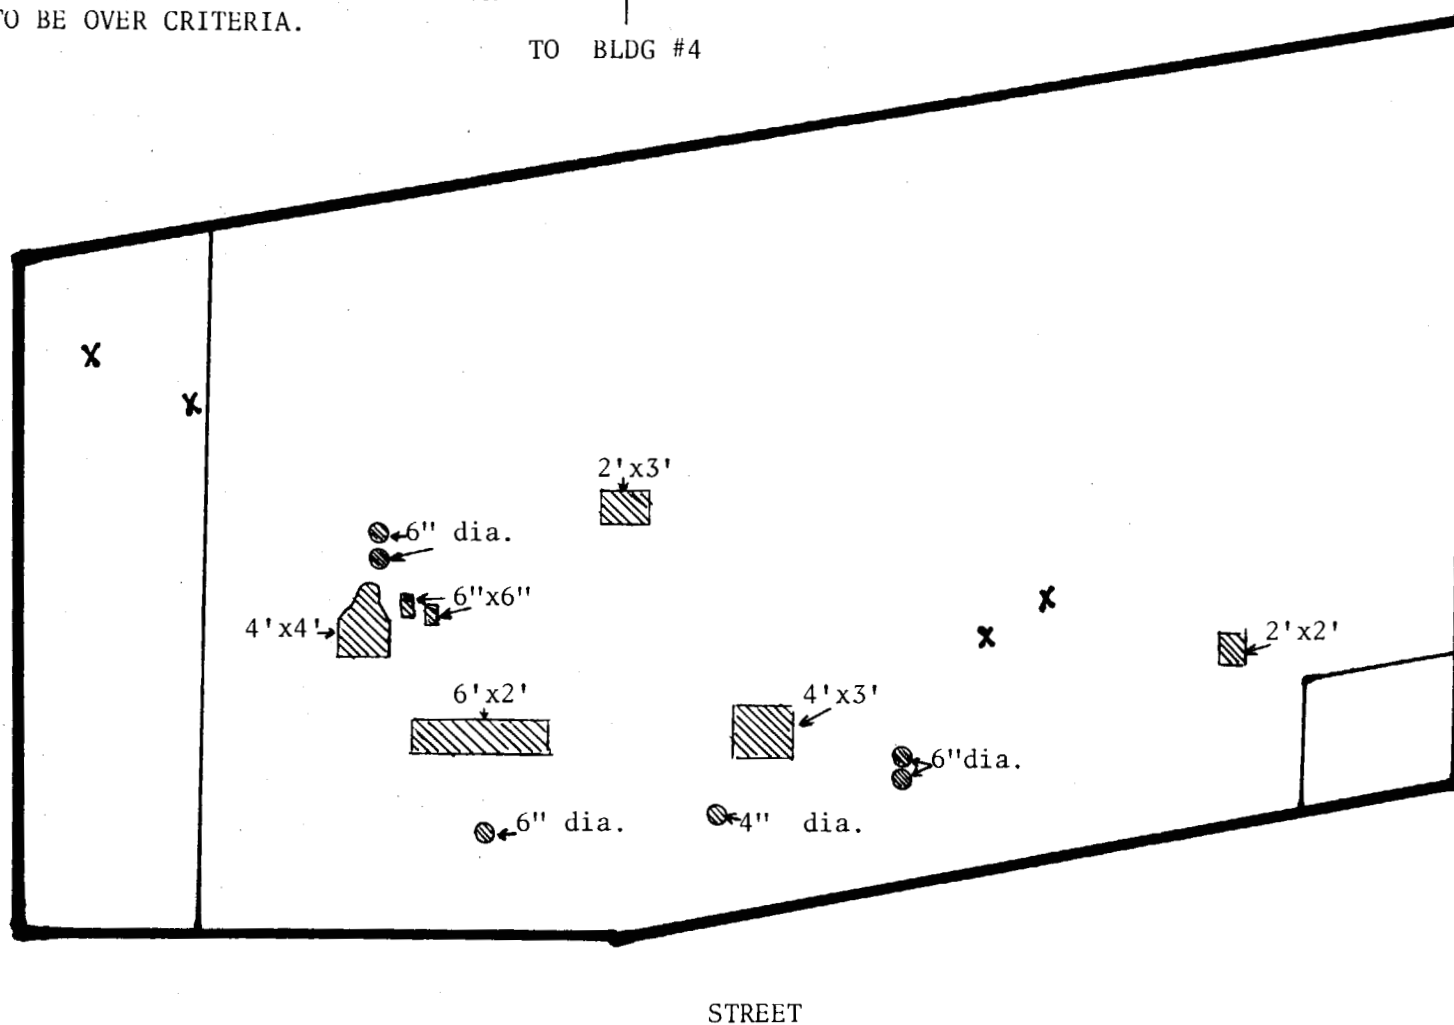 TO BE OVER CRITERIA.
TO BLDG #4
X
X
2'x3'
6" dia.
6"x6"
4'x4'
X
X
2'x2'
6'x2'
4'x3'
6"dia.
6" dia.
4" dia.
STREET